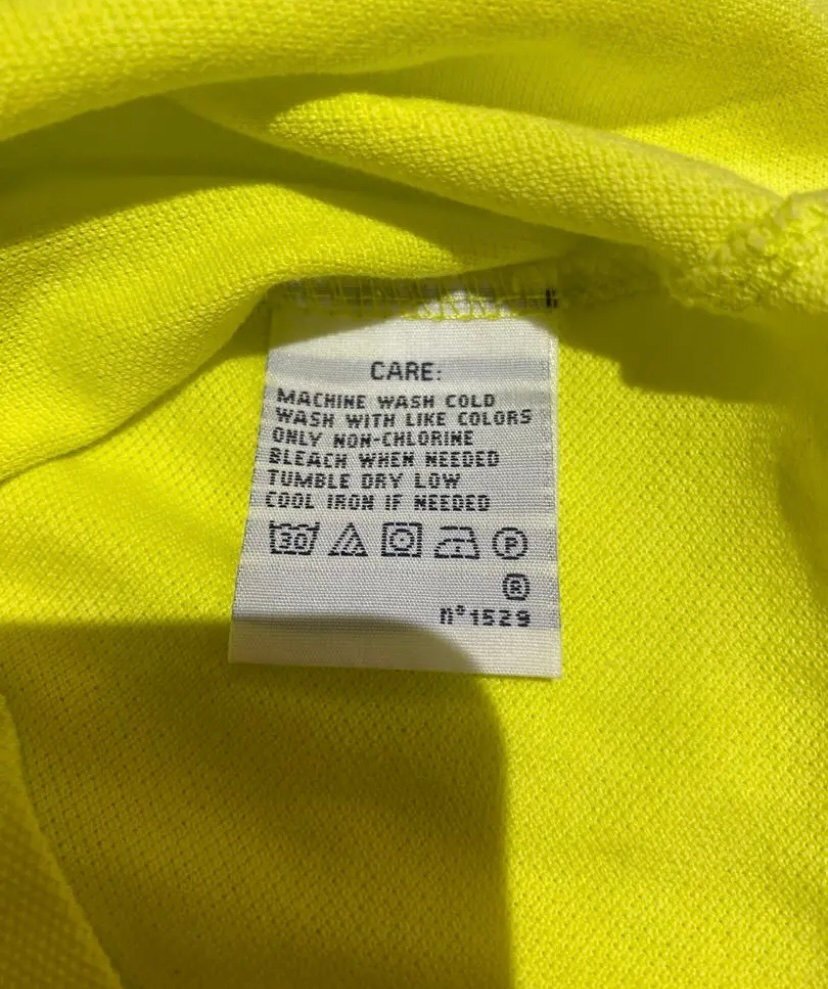 CARE:
MACHINE WASH COLD
WASH WITH LIKE COLORS
ONLY NON-CHLORINE
BLEACH WHEN NEEDED
TUMBLE DRY LOW
COOL IRON IF NEEDED
30 P
®
nº1529